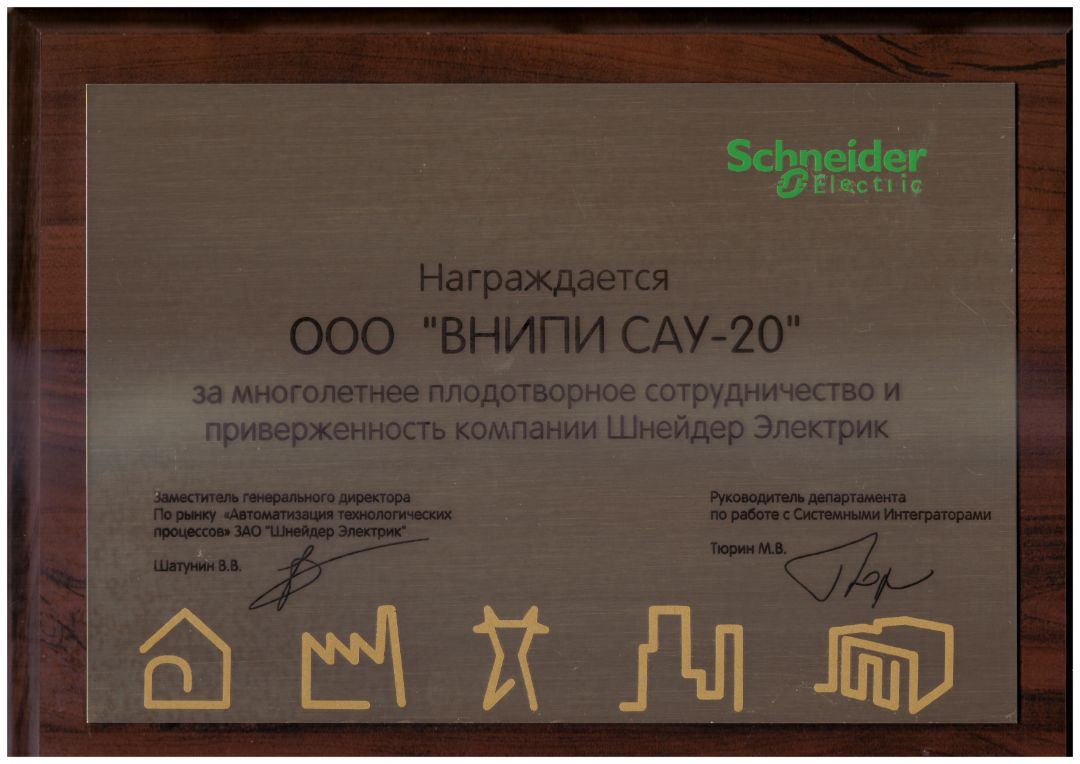 Schneider
Electric
Награждается
ООО "ВНИПИ САУ-20"
за многолетнее плодотворное сотрудничество и
приверженность компании Шнейдер Электрик
Заместитель генерального директора
По рынку «Автоматизация технологических
процессов» ЗАО "Шнейдер Электрик"
Шатунин В.В.
Руководитель департамента
по работе с Системными Интеграторами
Тюрин М.В.